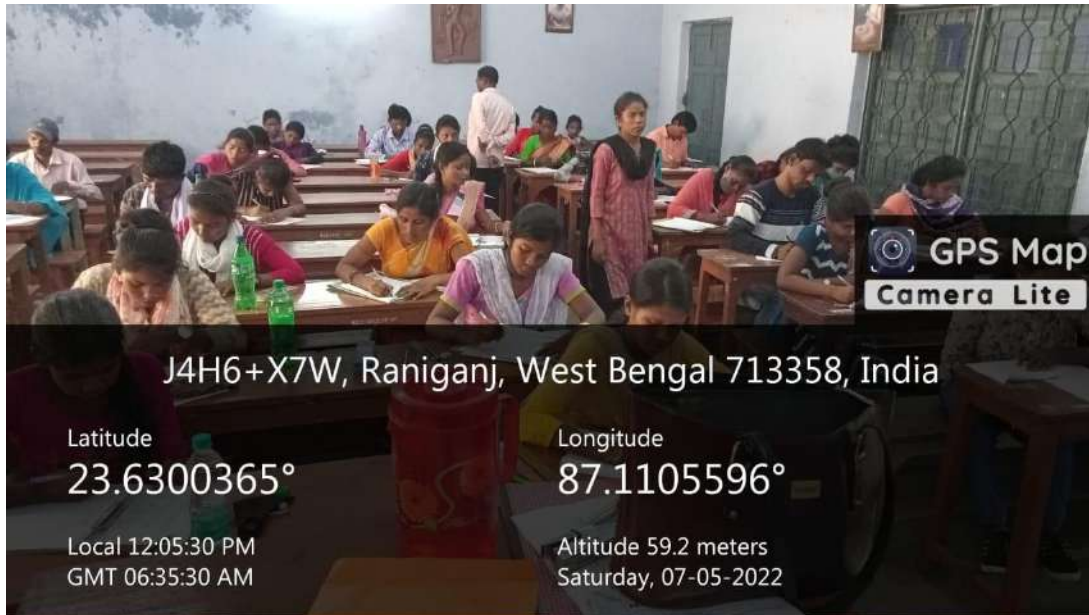 GPS Map
Camera Lite
J4H6+X7W, Raniganj, West Bengal 713358, India
Latitude
23.6300365°
Longitude
87.1105596°
Local 12:05:30 PM
GMT 06:35:30 AM
Altitude 59.2 meters
Saturday, 07-05-2022